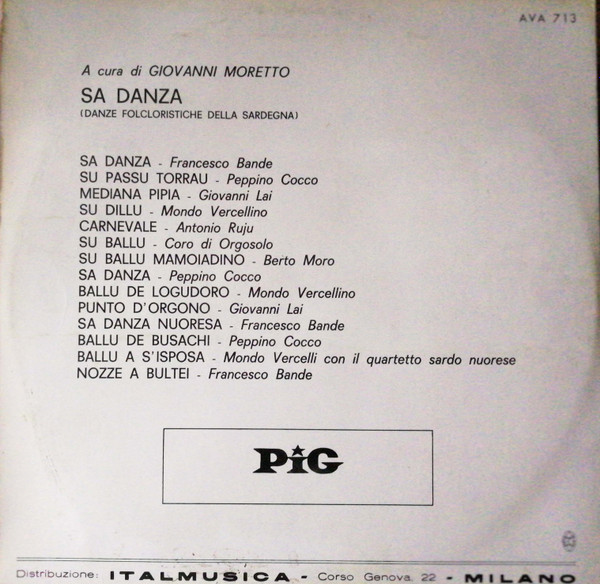 AVA 713
A cura di GIOVANNI MORETTO
SA DANZA
(DANZE FOLCLORISTICHE DELLA SARDEGNA)
SA DANZA - Francesco Bande
SU PASSU TORRAU - Peppino Cocco
MEDIANA PIPIA - Giovanni Lai
SU DILLU - Mondo Vercellino
CARNEVALE - Antonio Ruju
SU BALLU - Coro di Orgosolo
SU BALLU MAMOIADINO - Berto Moro
SA DANZA - Peppino Cocco
BALLU DE LOGUDORO - Mondo Vercellino
PUNTO D'ORGONO - Giovanni Lai
SA DANZA NUORESA - Francesco Bande
BALLU DE BUSACHI - Peppino Cocco
BALLU A S'ISPOSA - Mondo Vercelli con il quartetto sardo nuorese
NOZZE A BULTEI - Francesco Bande
PIG
Distribuzione: ITALMUSICA - Corso Genova, 22 - MILANO